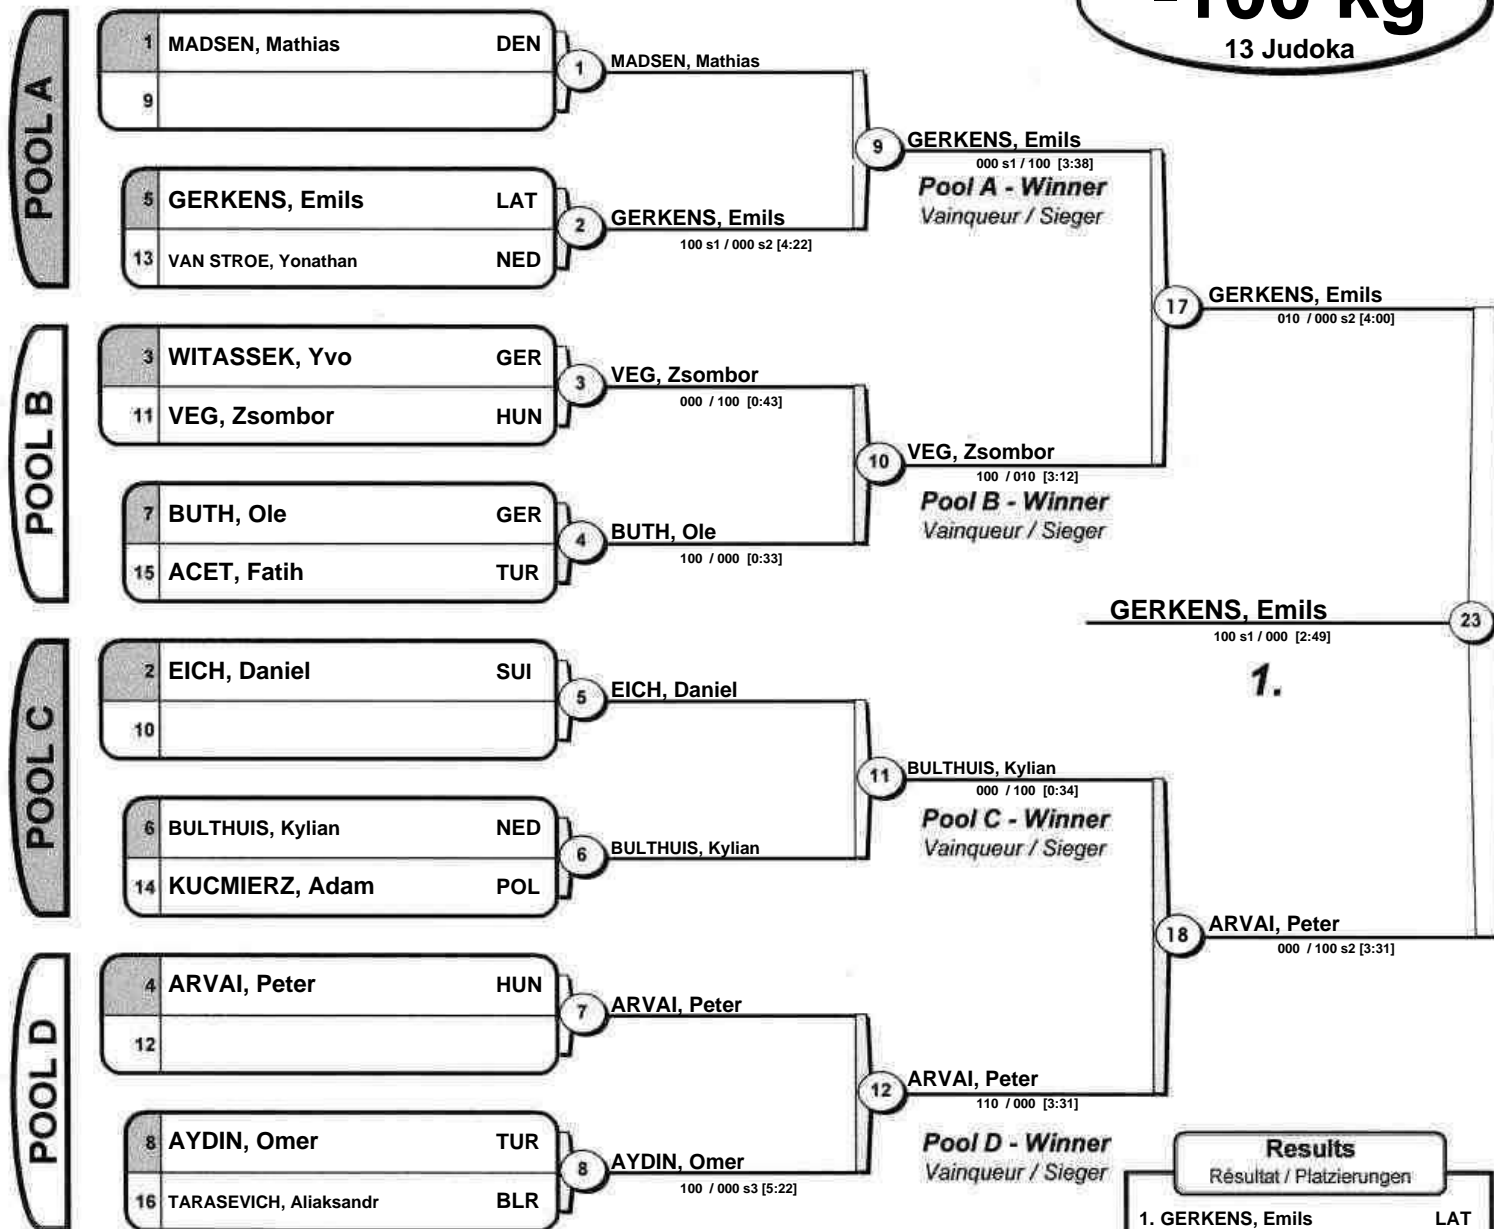 -100 kg
13 Judoka
POOL A
1 MADSEN, Mathias DEN
9
1 MADSEN, Mathias
5 GERKENS, Emils LAT
13 VAN STROE, Yonathan NED
2 GERKENS, Emils
100 s1 / 000 s2 [4:22]
9 GERKENS, Emils
000 s1 / 100 [3:38]
Pool A - Winner
Vainqueur / Sieger
POOL B
3 WITASSEK, Yvo GER
11 VEG, Zsombor HUN
3 VEG, Zsombor
000 / 100 [0:43]
7 BUTH, Ole GER
15 ACET, Fatih TUR
4 BUTH, Ole
100 / 000 [0:33]
10 VEG, Zsombor
100 / 010 [3:12]
Pool B - Winner
Vainqueur / Sieger
17 GERKENS, Emils
010 / 000 s2 [4:00]
GERKENS, Emils 23
100 s1 / 000 [2:49]
1.
POOL C
2 EICH, Daniel SUI
10
5 EICH, Daniel
6 BULTHUIS, Kylian NED
14 KUCMIERZ, Adam POL
6 BULTHUIS, Kylian
11 BULTHUIS, Kylian
000 / 100 [0:34]
Pool C - Winner
Vainqueur / Sieger
POOL D
4 ARVAI, Peter HUN
12
7 ARVAI, Peter
8 AYDIN, Omer TUR
16 TARASEVICH, Aliaksandr BLR
8 AYDIN, Omer
100 / 000 s3 [5:22]
12 ARVAI, Peter
110 / 000 [3:31]
Pool D - Winner
Vainqueur / Sieger
18 ARVAI, Peter
000 / 100 s2 [3:31]
Results
Résultat / Platzierungen
1. GERKENS, Emils LAT